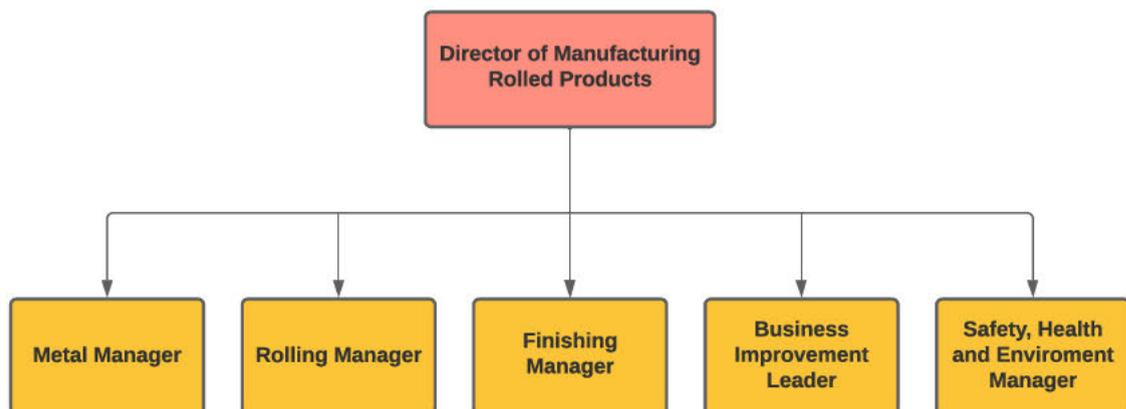 Director of Manufacturing
Rolled Products
Metal Manager
Rolling Manager
Finishing
Manager
Business
Improvement
Leader
Safety, Health
and Enviroment
Manager